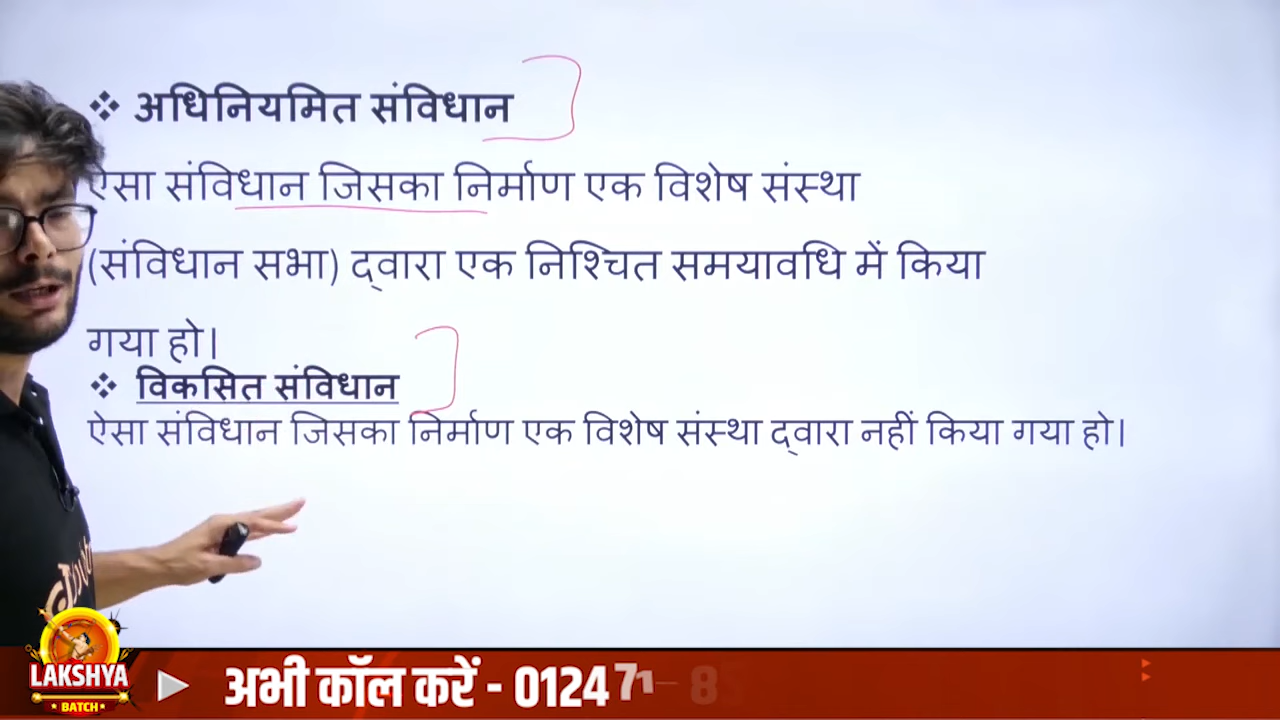 ❖ अधिनियमित संविधान
ऐसा संविधान जिसका निर्माण एक विशेष संस्था
(संविधान सभा) द्वारा एक निश्चित समयावधि में किया
गया हो।
❖ विकसित संविधान
ऐसा संविधान जिसका निर्माण एक विशेष संस्था द्वारा नहीं किया गया हो।
LAKSHYA
BATCH
अभी कॉल करें - 0124